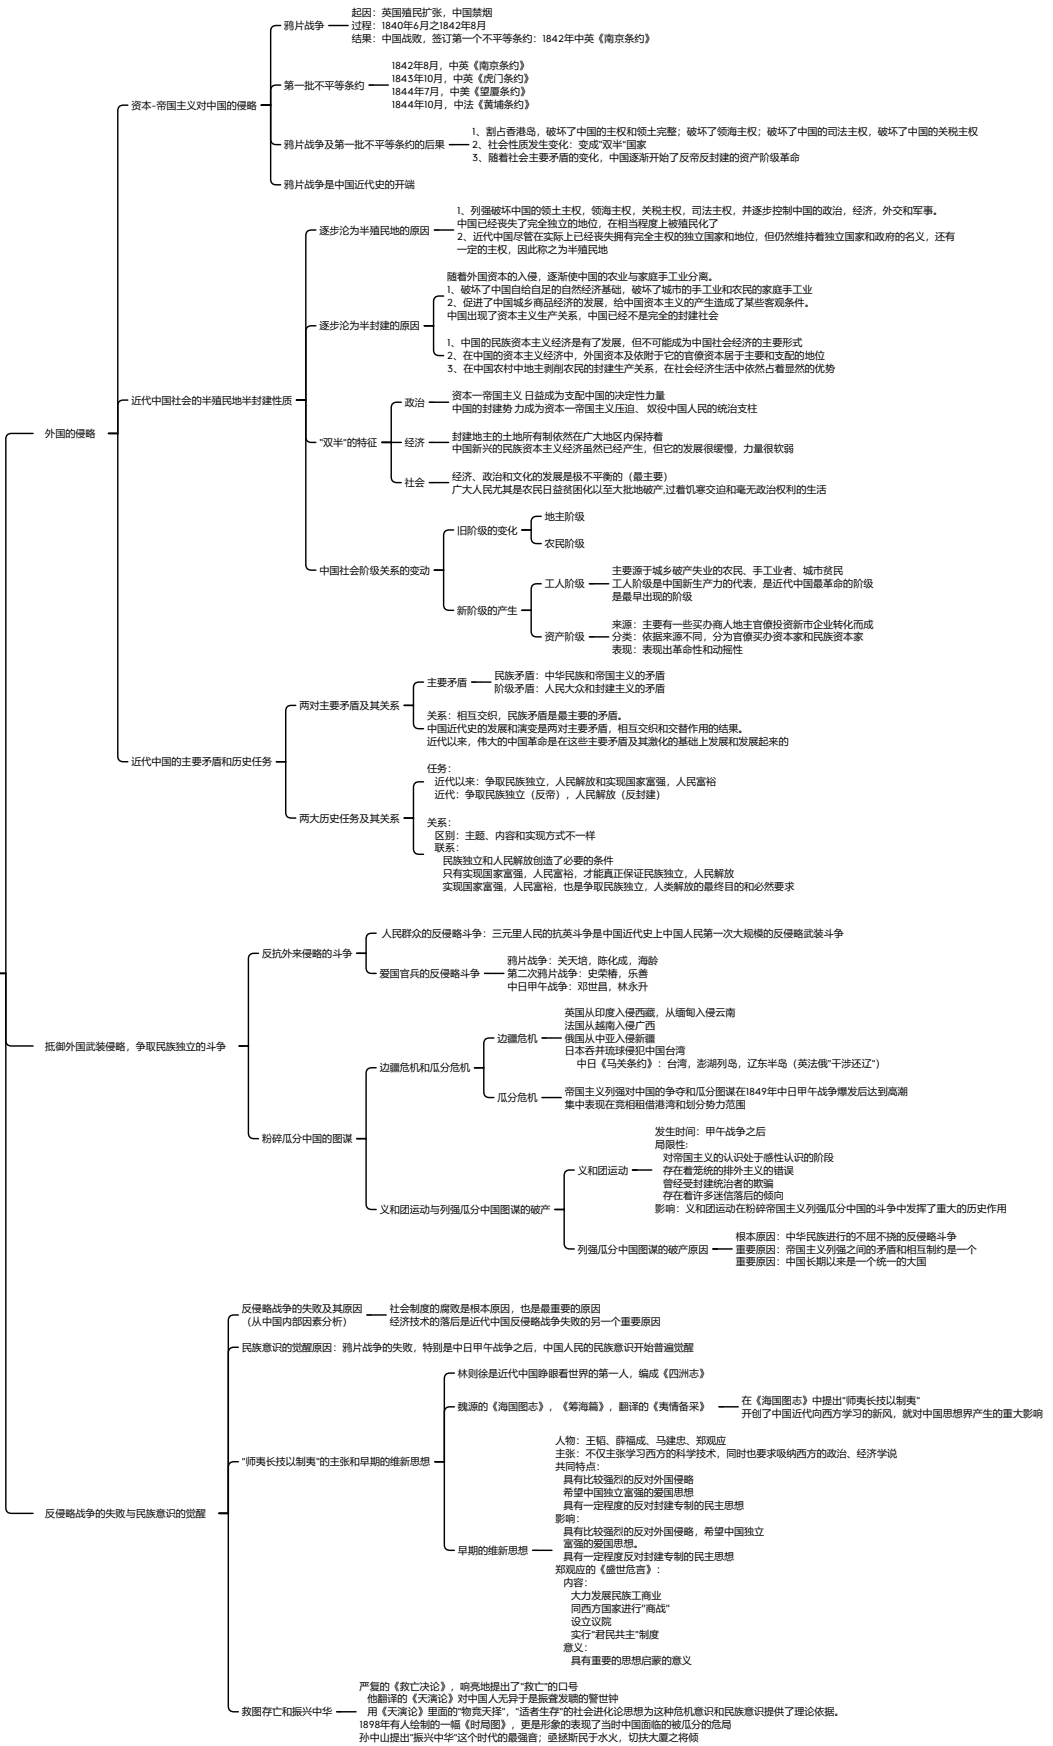 起因：英国殖民扩张，中国禁烟
鸦片战争
过程：1840年6月之1842年8月
结果：中国战败，签订第一个不平等条约：1842年中英《南京条约》
1842年8月，中英《南京条约》
第一批不平等条约
1843年10月，中英《虎门条约》
1844年7月，中美《望厦条约》
1844年10月，中法《黄埔条约》
资本-帝国主义对中国的侵略
1、割占香港岛，破坏了中国的主权和领土完整；破坏了领海主权；破坏了中国的司法主权，破坏了中国的关税主权
鸦片战争及第一批不平等条约的后果
2、社会性质发生变化：变成"双半"国家
3、随着社会主要矛盾的变化，中国逐渐开始了反帝反封建的资产阶级革命
鸦片战争是中国近代史的开端
1、列强破坏中国的领土主权，领海主权，关税主权，司法主权，并逐步控制中国的政治，经济，外交和军事。
中国已经丧失了完全独立的地位，在相当程度上被殖民化了
逐步沦为半殖民地的原因
2、近代中国尽管在实际上已经丧失拥有完全主权的独立国家和地位，但仍然维持着独立国家和政府的名义，还有
一定的主权，因此称之为半殖民地
随着外国资本的入侵，逐渐使中国的农业与家庭手工业分离。
1、破坏了中国自给自足的自然经济基础，破坏了城市的手工业和农民的家庭手工业
2、促进了中国城乡商品经济的发展，给中国资本主义的产生造成了某些客观条件。
中国出现了资本主义生产关系，中国已经不是完全的封建社会
逐步沦为半封建的原因
1、中国的民族资本主义经济是有了发展，但不可能成为中国社会经济的主要形式
2、在中国的资本主义经济中，外国资本及依附于它的官僚资本居于主要和支配的地位
3、在中国农村中地主剥削农民的封建生产关系，在社会经济生活中依然占着显然的优势
近代中国社会的半殖民地半封建性质
政治
资本一帝国主义 日益成为支配中国的决定性力量
中国的封建势 力成为资本一帝国主义压迫、 奴役中国人民的统治支柱
外国的侵略
"双半"的特征
经济
封建地主的土地所有制依然在广大地区内保持着
中国新兴的民族资本主义经济虽然已经产生，但它的发展很缓慢，力量很软弱
社会
经济、政治和文化的发展是极不平衡的（最主要）
广大人民尤其是农民日益贫困化以至大批地破产,过着饥寒交迫和毫无政治权利的生活
旧阶级的变化
地主阶级
农民阶级
中国社会阶级关系的变动
新阶级的产生
工人阶级
主要源于城乡破产失业的农民、手工业者、城市贫民
工人阶级是中国新生产力的代表，是近代中国最革命的阶级
是最早出现的阶级
资产阶级
来源：主要有一些买办商人地主官僚投资新市企业转化而成
分类：依据来源不同，分为官僚买办资本家和民族资本家
表现：表现出革命性和动摇性
主要矛盾
民族矛盾：中华民族和帝国主义的矛盾
阶级矛盾：人民大众和封建主义的矛盾
两对主要矛盾及其关系
关系：相互交织，民族矛盾是最主要的矛盾。
中国近代史的发展和演变是两对主要矛盾，相互交织和交替作用的结果。
近代以来，伟大的中国革命是在这些主要矛盾及其激化的基础上发展和发展起来的
近代中国的主要矛盾和历史任务
任务：
近代以来：争取民族独立，人民解放和实现国家富强，人民富裕
近代：争取民族独立（反帝），人民解放（反封建）
两大历史任务及其关系
关系：
区别：主题、内容和实现方式不一样
联系：
民族独立和人民解放创造了必要的条件
只有实现国家富强，人民富裕，才能真正保证民族独立，人民解放
实现国家富强，人民富裕，也是争取民族独立，人类解放的最终目的和必然要求
人民群众的反侵略斗争：三元里人民的抗英斗争是中国近代史上中国人民第一次大规模的反侵略武装斗争
反抗外来侵略的斗争
爱国官兵的反侵略斗争
鸦片战争：关天培，陈化成，海龄
第二次鸦片战争：史荣椿，乐善
中日甲午战争：邓世昌，林永升
抵御外国武装侵略，争取民族独立的斗争
边疆危机和瓜分危机
边疆危机
英国从印度入侵西藏，从缅甸入侵云南
法国从越南入侵广西
俄国从中亚入侵新疆
日本吞并琉球侵犯中国台湾
中日《马关条约》：台湾，澎湖列岛，辽东半岛（英法俄"干涉还辽"）
瓜分危机
帝国主义列强对中国的争夺和瓜分图谋在1849年中日甲午战争爆发后达到高潮
集中表现在竞相租借港湾和划分势力范围
粉碎瓜分中国的图谋
义和团运动与列强瓜分中国图谋的破产
义和团运动
发生时间：甲午战争之后
局限性:
对帝国主义的认识处于感性认识的阶段
存在着笼统的排外主义的错误
曾经受封建统治者的欺骗
存在着许多迷信落后的倾向
影响：义和团运动在粉碎帝国主义列强瓜分中国的斗争中发挥了重大的历史作用
列强瓜分中国图谋的破产原因
根本原因：中华民族进行的不屈不挠的反侵略斗争
重要原因：帝国主义列强之间的矛盾和相互制约是一个
重要原因：中国长期以来是一个统一的大国
反侵略战争的失败及其原因
（从中国内部因素分析）
社会制度的腐败是根本原因，也是最重要的原因
经济技术的落后是近代中国反侵略战争失败的另一个重要原因
民族意识的觉醒原因：鸦片战争的失败，特别是中日甲午战争之后，中国人民的民族意识开始普遍觉醒
林则徐是近代中国睁眼看世界的第一人，编成《四洲志》
魏源的《海国图志》，《筹海篇》，翻译的《夷情备采》
在《海国图志》中提出"师夷长技以制夷"
开创了中国近代向西方学习的新风，就对中国思想界产生的重大影响
"师夷长技以制夷"的主张和早期的维新思想
人物：王韬、薛福成、马建忠、郑观应
主张：不仅主张学习西方的科学技术，同时也要求吸纳西方的政治、经济学说
共同特点：
具有比较强烈的反对外国侵略
希望中国独立富强的爱国思想
具有一定程度的反对封建专制的民主思想
影响：
具有比较强烈的反对外国侵略，希望中国独立
富强的爱国思想。
早期的维新思想
具有一定程度反对封建专制的民主思想
郑观应的《盛世危言》：
内容：
大力发展民族工商业
同西方国家进行"商战"
设立议院
实行"君民共主"制度
意义：
具有重要的思想启蒙的意义
反侵略战争的失败与民族意识的觉醒
严复的《救亡决论》，响亮地提出了"救亡"的口号
他翻译的《天演论》对中国人无异于是振聋发聩的警世钟
救图存亡和振兴中华
用《天演论》里面的"物竞天择"，"适者生存"的社会进化论思想为这种危机意识和民族意识提供了理论依据。
1898年有人绘制的一幅《时局图》，更是形象的表现了当时中国面临的被瓜分的危局
孙中山提出"振兴中华"这个时代的最强音；亟拯斯民于水火，切扶大厦之将倾